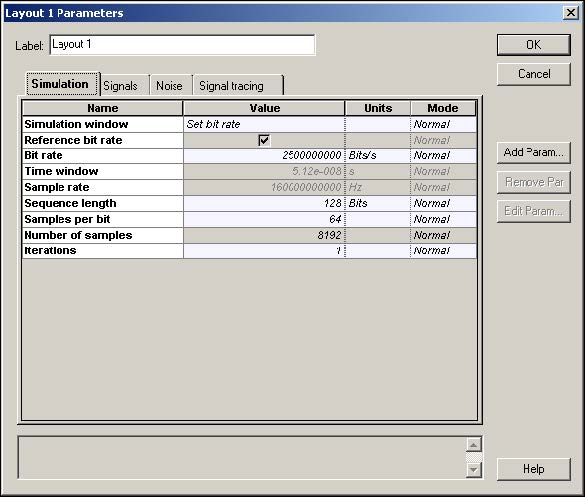 Layout 1 Parameters
Label: Layout 1
OK
Cancel
Simulation Signals Noise Signal tracing
Name Value Units Mode
Simulation window Set bit rate Normal
Reference bit rate Normal
Bit rate 2500000000 Bits/s Normal
Time window 5.12e-008 s Normal
Sample rate 160000000000 Hz Normal
Sequence length 128 Bits Normal
Samples per bit 64 Normal
Number of samples 8192 Normal
Iterations 1 Normal
Add Param...
Remove Par
Edit Param...
Help